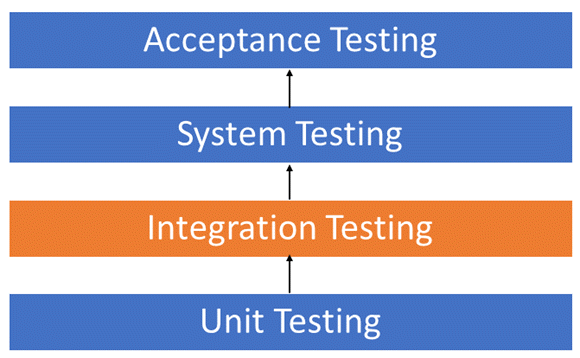 Acceptance Testing
System Testing
Integration Testing
Unit Testing